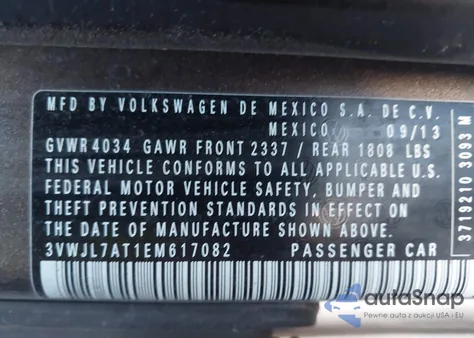 MFD BY VOLKSWAGEN DE MEXICO S.A. DE C.V.
MEXICO 09/13
GVWR 4034 GAWR FRONT 2337 / REAR 1808 LBS
THIS VEHICLE CONFORMS TO ALL APPLICABLE U.S.
FEDERAL MOTOR VEHICLE SAFETY, BUMPER AND
THEFT PREVENTION STANDARDS IN EFFECT ON
THE DATE OF MANUFACTURE SHOWN ABOVE.
3VWJL7AT1EM617082 PASSENGER CAR
3719210 3093 M
autoSnap
Pewne auta z aukcji USA i EU